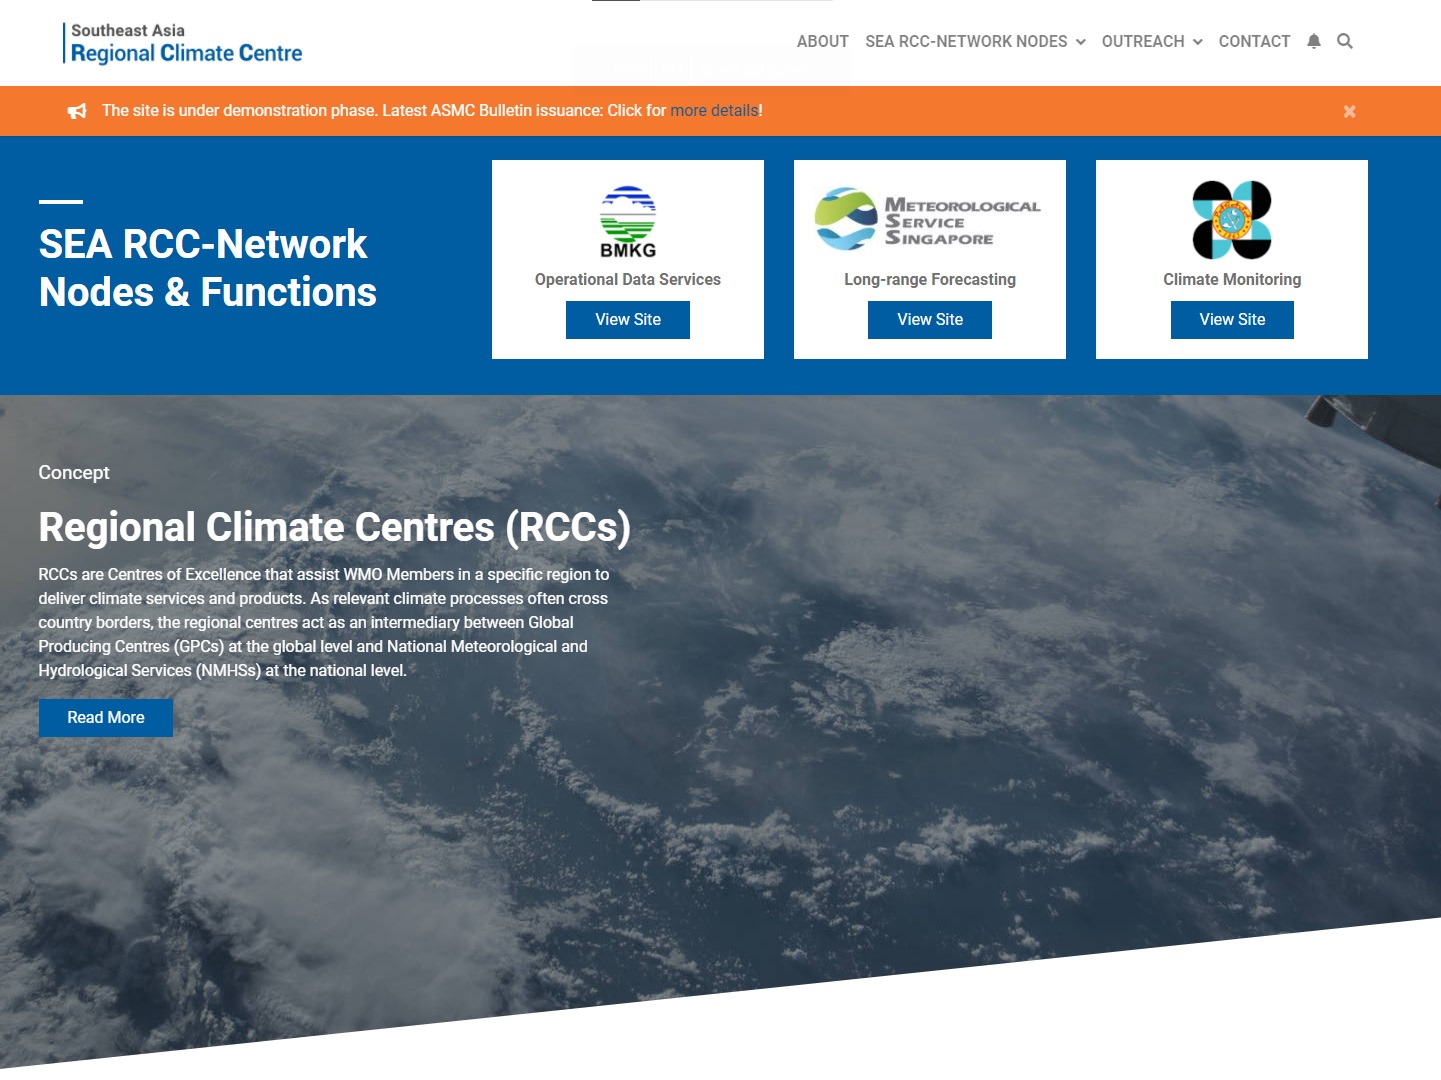 Southeast Asia
Regional Climate Centre
ABOUT SEA RCC-NETWORK NODES OUTREACH CONTACT
The site is under demonstration phase. Latest ASMC Bulletin issuance: Click for more details!
SEA RCC-Network
Nodes & Functions
BMKG
Operational Data Services
View Site
METEOROLOGICAL
SERVICE
SINGAPORE
Long-range Forecasting
View Site
Climate Monitoring
View Site
Concept
Regional Climate Centres (RCCs)
RCCs are Centres of Excellence that assist WMO Members in a specific region to
deliver climate services and products. As relevant climate processes often cross
country borders, the regional centres act as an intermediary between Global
Producing Centres (GPCs) at the global level and National Meteorological and
Hydrological Services (NMHSs) at the national level.
Read More